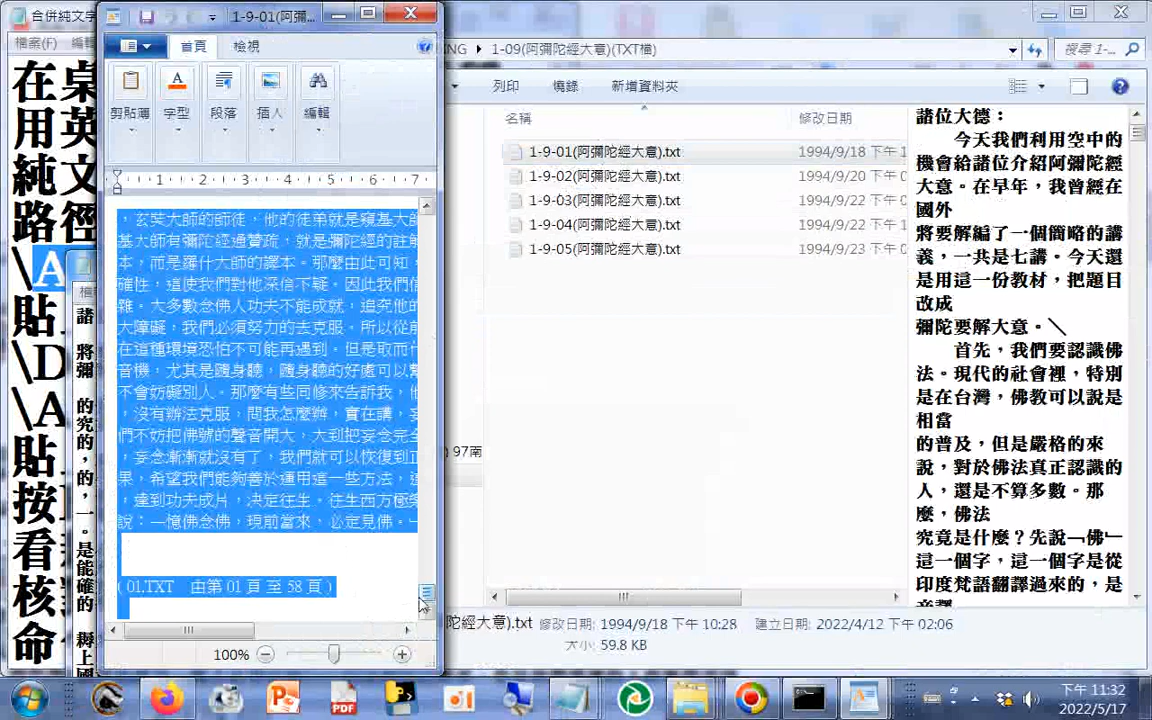 合併純文字
檔案(F) 編輯
在桌
用英
純文
路徑
\A
貼
\D
\A
貼
按
看
核
命
1-9-01(阿彌...
首頁
檢視
剪貼簿
字型
段落
插入
編輯
1 2 3 4 5 6 7
，玄奘大師的師徒，他的徒弟就是窺基大師
基大師有彌陀經通贊疏，就是彌陀經的註解
本，而是羅什大師的譯本。那麼由此可知，
確性，這使我們對他深信不疑。因此我們信
雜。大多數念佛人功夫不能成就，追究他的
大障礙，我們必須努力的去克服。所以從前
在這種環境恐怕不可能再遇到。但是取而什
音機，尤其是隨身聽，隨身聽的好處可以幫
不會妨礙別人。那麼有些同修來告訴我，他
，沒有辦法克服，問我怎麼辦，實在講，妄
們不妨把佛號的聲音開大，大到把妄念完全
，妄念漸漸就沒有了，我們就可以恢復到正
果，希望我們能夠善於運用這一些方法，這
，達到功夫成片，決定往生。往生西方極樂
說：一憶佛念佛，現前當來，必定見佛。
( 01.TXT 由第 01 頁 至 58 頁 )
100%
1-09(阿彌陀經大意)(TXT檔)
搜尋 1-...
列印 燒錄 新增資料夾
名稱 修改日期
1-9-01(阿彌陀經大意).txt 1994/9/18 下午 1
1-9-02(阿彌陀經大意).txt 1994/9/20 下午 0
1-9-03(阿彌陀經大意).txt 1994/9/22 下午 0
1-9-04(阿彌陀經大意).txt 1994/9/22 下午 0
1-9-05(阿彌陀經大意).txt 1994/9/23 下午 0
97南
諸位大德：
今天我們利用空中的
機會給諸位介紹阿彌陀經
大意。在早年，我曾經在
國外
將要解編了一個簡略的講
義，一共是七講。今天還
是用這一份教材，把題目
改成
彌陀要解大意。＼
首先，我們要認識佛
法。現代的社會裡，特別
是在台灣，佛教可以說是
相當
的普及，但是嚴格的來
說，對於佛法真正認識的
人，還是不算多數。那
麼，佛法
究竟是什麼？先說﹁佛﹂
這一個字，這一個字是從
印度梵語翻譯過來的，是
陀經大意).txt 修改日期: 1994/9/18 下午 10:28 建立日期: 2022/4/12 下午 02:06
大小: 59.8 KB
下午 11:32
2022/5/17